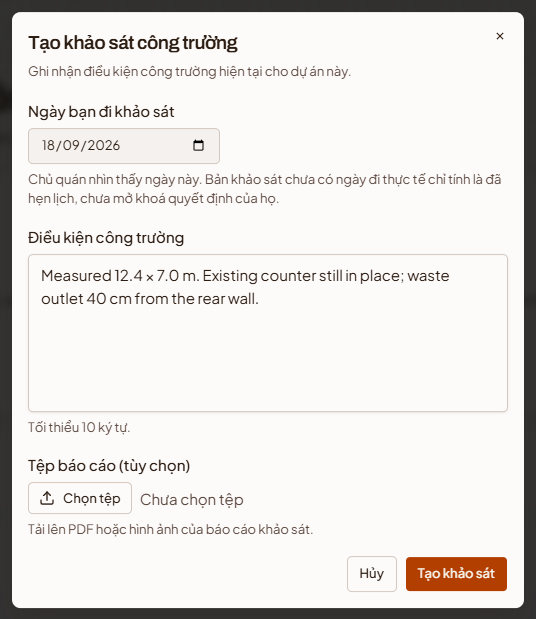 Tạo khảo sát công trường
×
Ghi nhận điều kiện công trường hiện tại cho dự án này.
Ngày bạn đi khảo sát
18/09/2026
Chủ quán nhìn thấy ngày này. Bản khảo sát chưa có ngày đi thực tế chỉ tính là đã
hẹn lịch, chưa mở khoá quyết định của họ.
Điều kiện công trường
Measured 12.4 × 7.0 m. Existing counter still in place; waste
outlet 40 cm from the rear wall.
Tối thiểu 10 ký tự.
Tệp báo cáo (tùy chọn)
Chọn tệp Chưa chọn tệp
Tải lên PDF hoặc hình ảnh của báo cáo khảo sát.
Hủy Tạo khảo sát